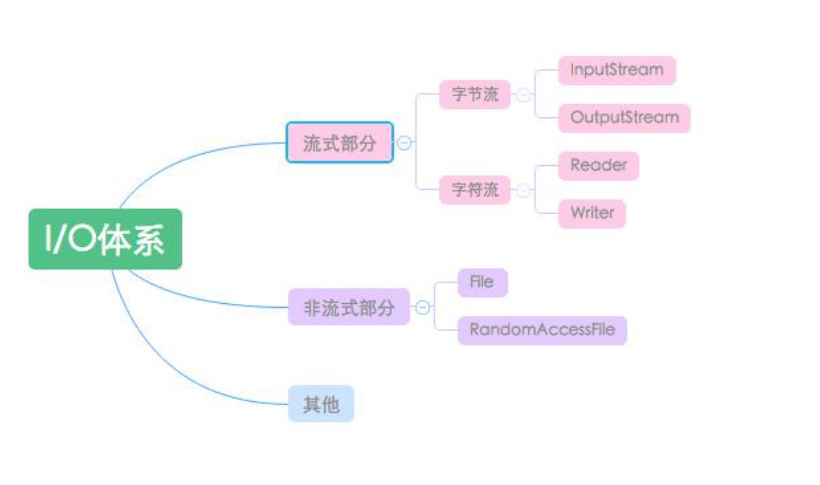 I/O体系
流式部分
字节流
InputStream
OutputStream
字符流
Reader
Writer
非流式部分
File
RandomAccessFile
其他